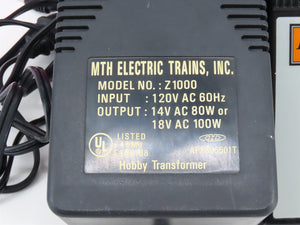 MTH ELECTRIC TRAINS, INC.
MODEL NO. : Z1000
INPUT : 120V AC 60Hz
OUTPUT : 14V AC 80W or
18V AC 100W
LISTED
UL
Hobby Transformer